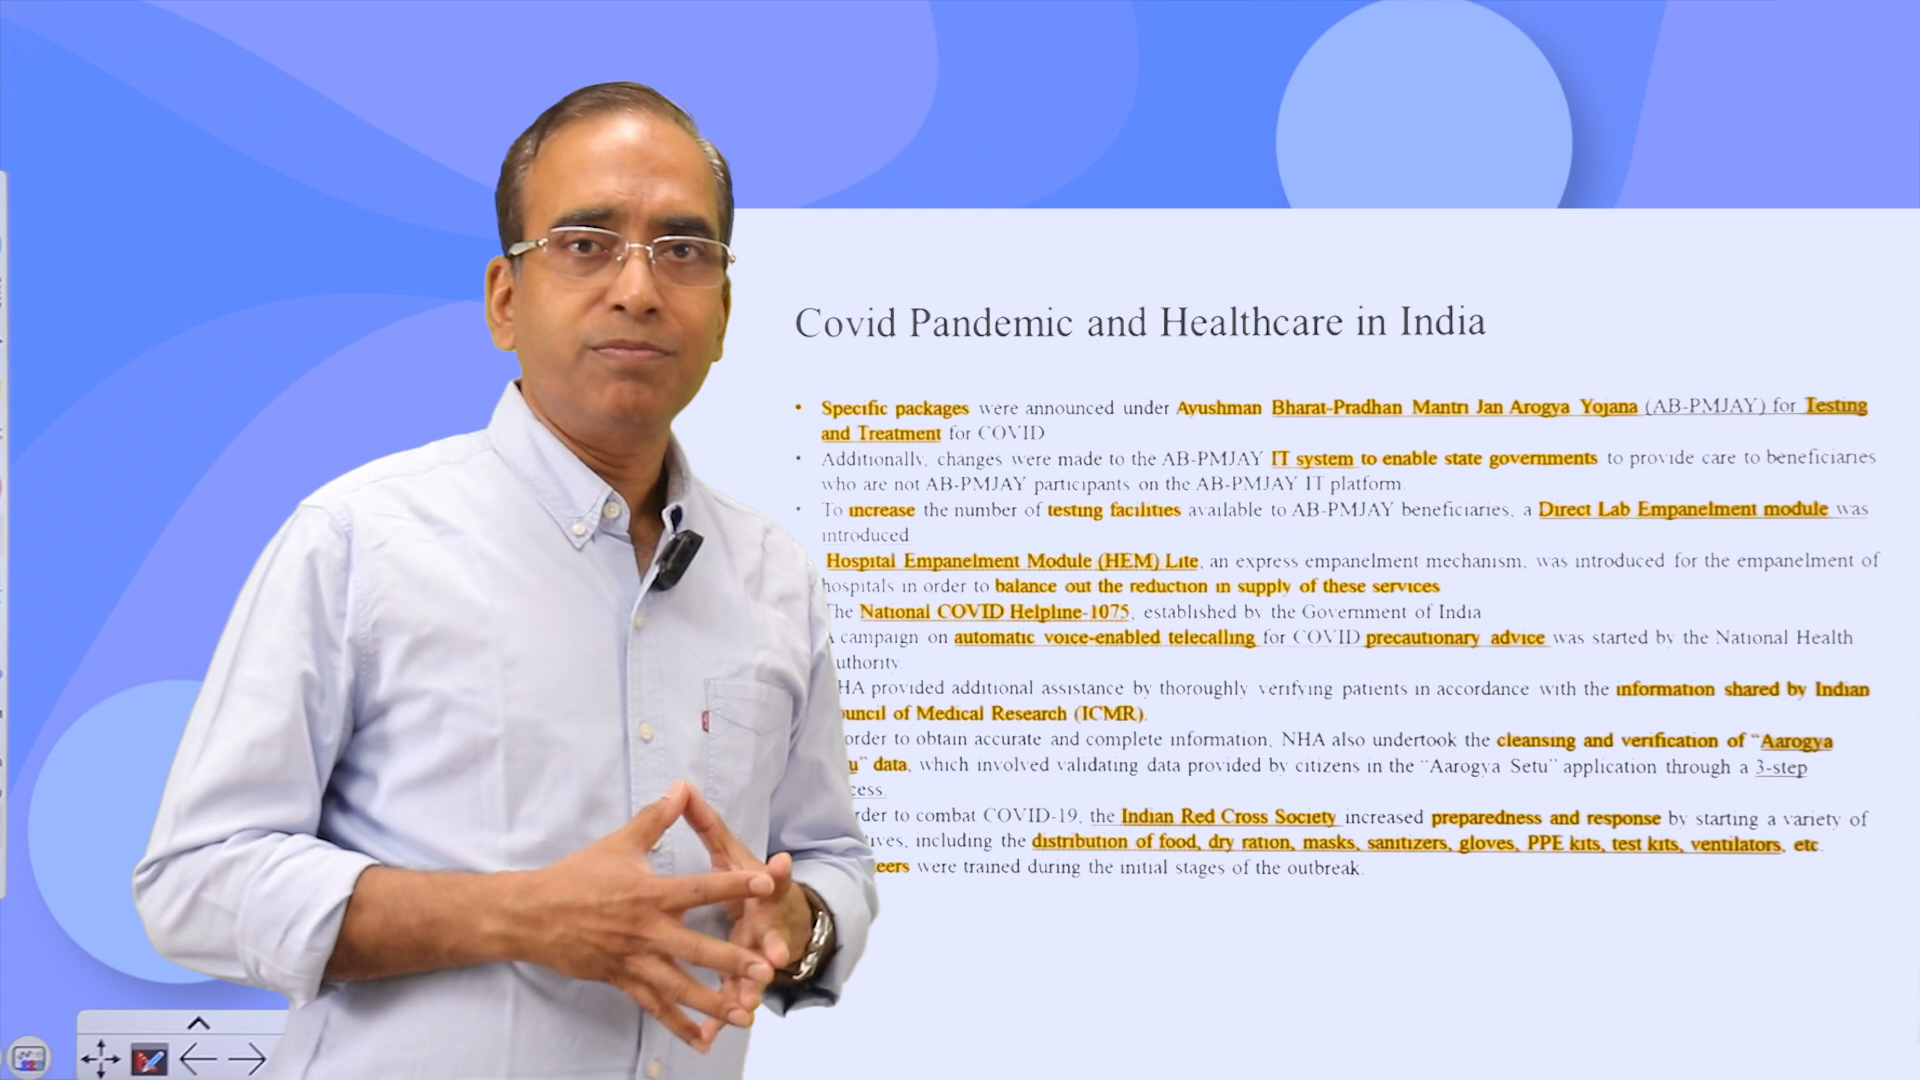 Covid Pandemic and Healthcare in India
• Specific packages were announced under Ayushman Bharat-Pradhan Mantri Jan Arogya Yojana (AB-PMJAY) for Testing
and Treatment for COVID
• Additionally, changes were made to the AB-PMJAY IT system to enable state governments to provide care to beneficiaries
who are not AB-PMJAY participants on the AB-PMJAY IT platform
• To increase the number of testing facilities available to AB-PMJAY beneficiaries, a Direct Lab Empanelment module was
introduced
Hospital Empanelment Module (HEM) Lite, an express empanelment mechanism, was introduced for the empanelment of
hospitals in order to balance out the reduction in supply of these services
The National COVID Helpline-1075, established by the Government of India
campaign on automatic voice-enabled telecalling for COVID precautionary advice was started by the National Health
uthority.
HA provided additional assistance by thoroughly verifying patients in accordance with the information shared by Indian
ouncil of Medical Research (ICMR).
order to obtain accurate and complete information, NHA also undertook the cleansing and verification of "Aarogya
u" data, which involved validating data provided by citizens in the "Aarogya Setu" application through a 3-step
cess.
rder to combat COVID-19, the Indian Red Cross Society increased preparedness and response by starting a variety of
ives, including the distribution of food, dry ration, masks, sanitizers, gloves, PPE kits, test kits, ventilators, etc.
teers were trained during the initial stages of the outbreak.